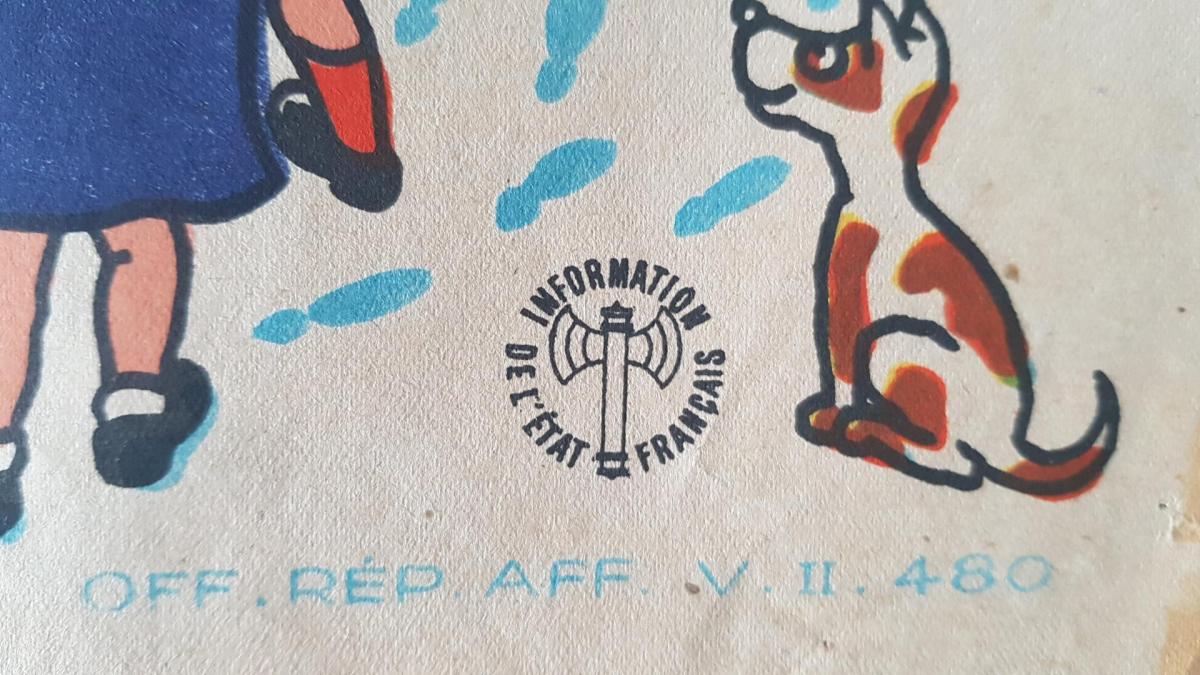 INFORMATION
DE L'ÉTAT FRANÇAIS
OFF. RÉP. AFF. V. II. 480